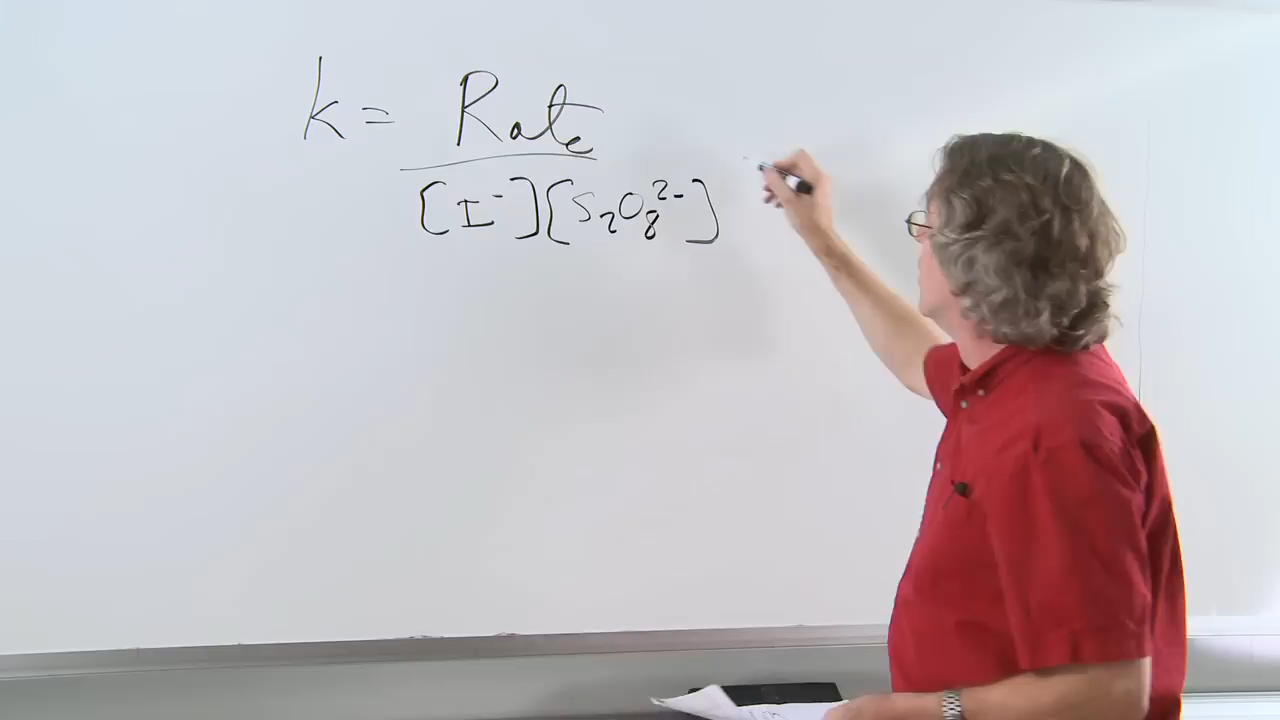 k = Rate
[I⁻][S₂O₈²⁻]